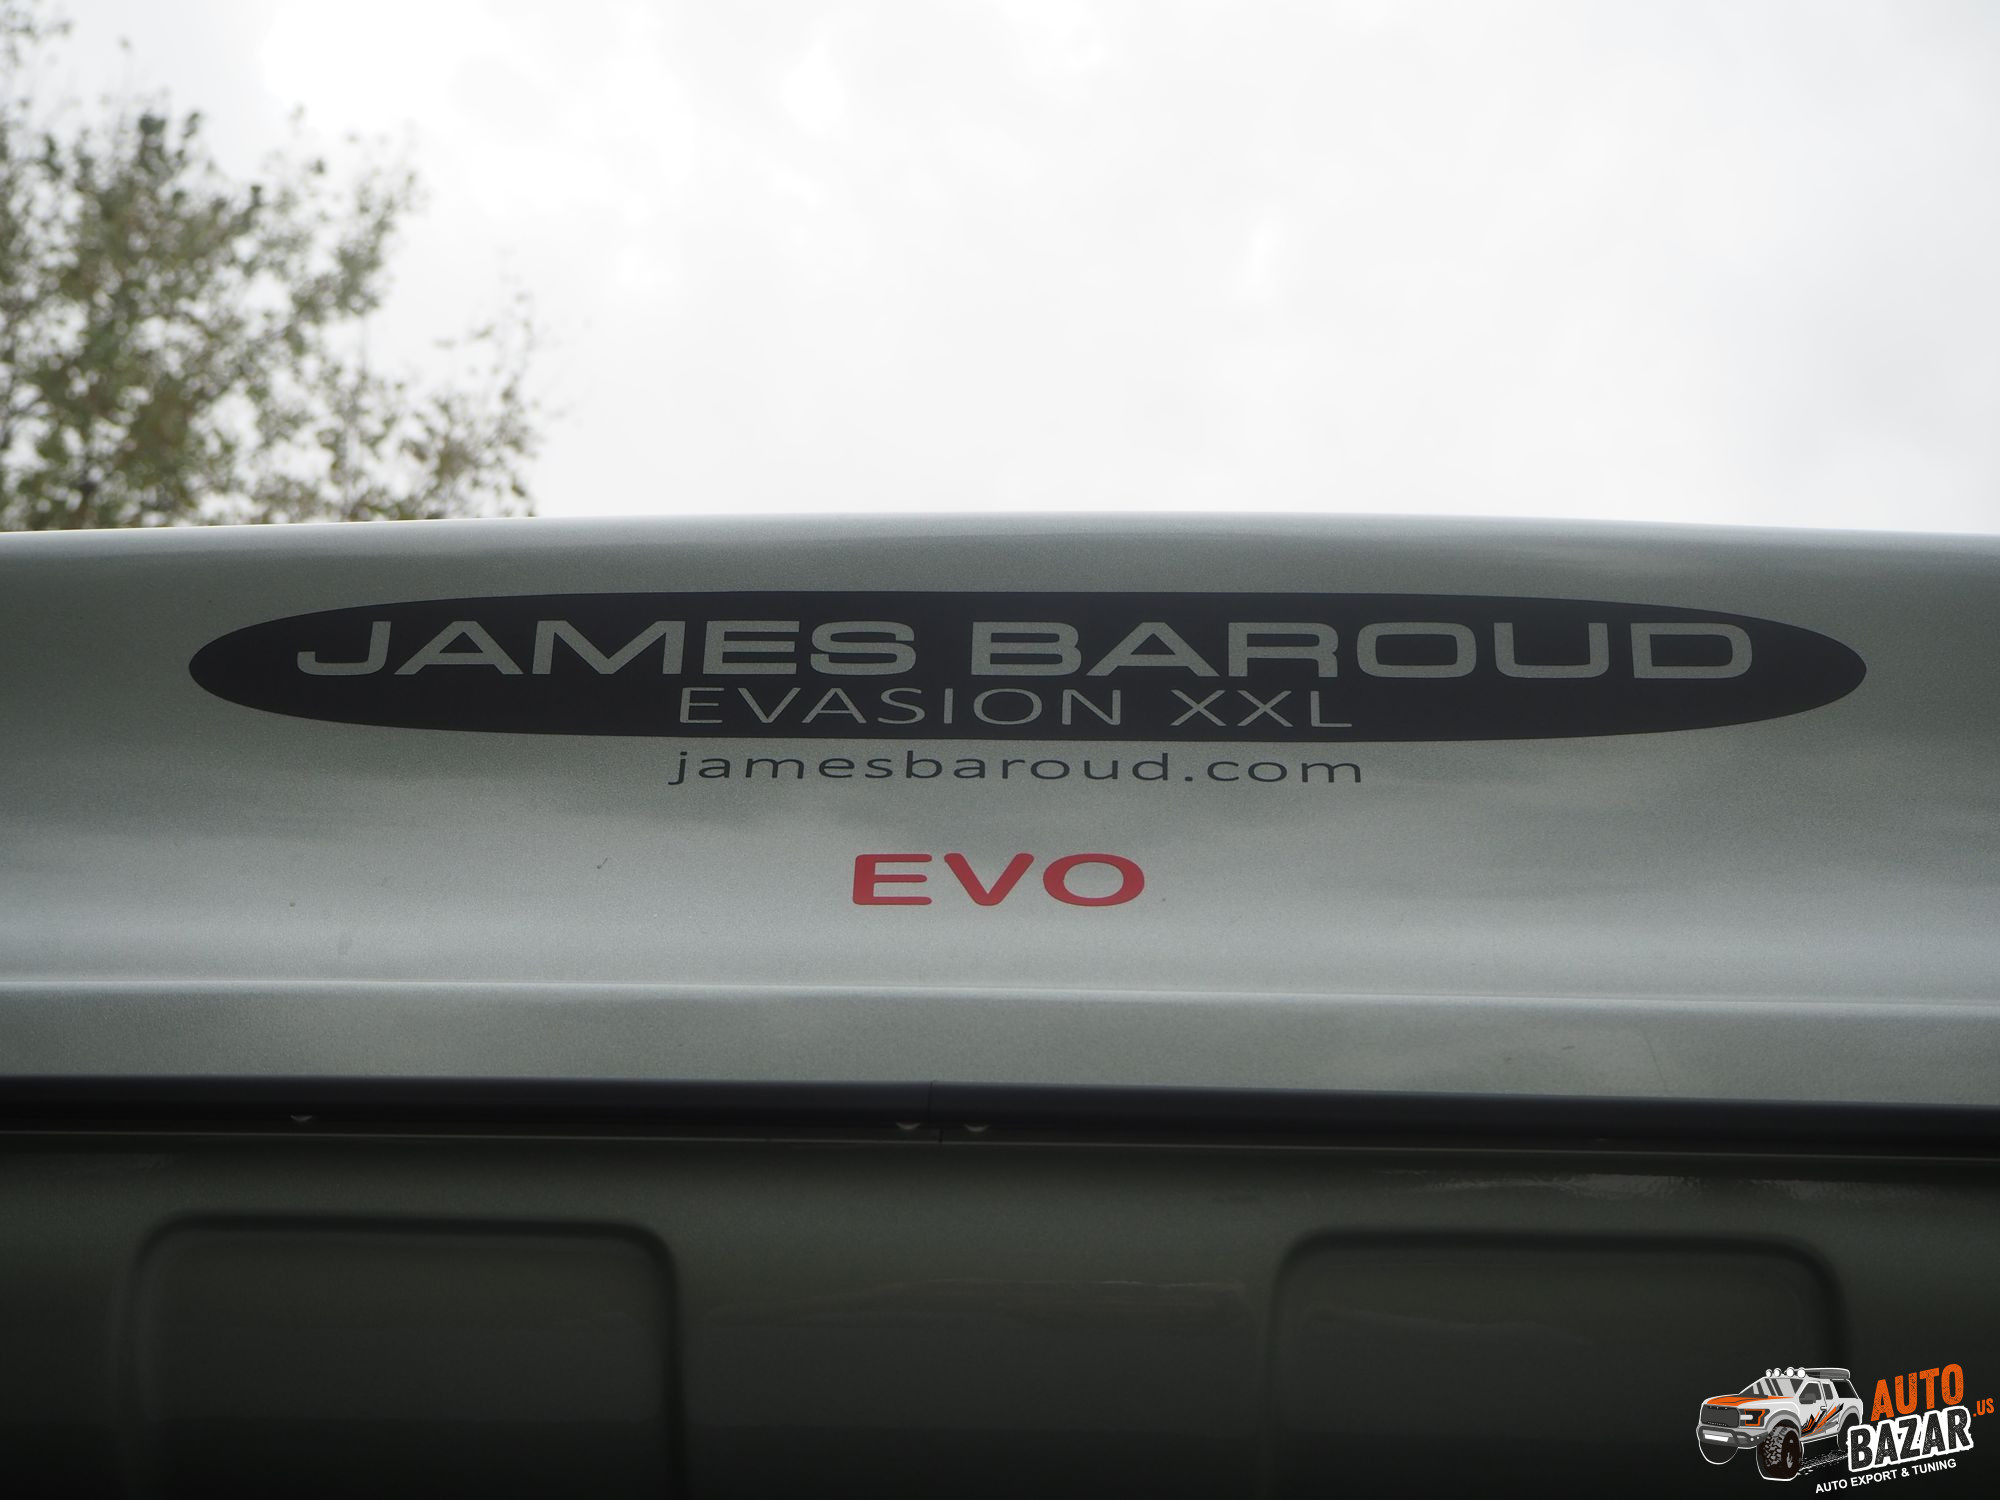 JAMES BAROUD
EVASION XXL
jamesbaroud.com
EVO
AUTO
BAZAR.US
AUTO EXPORT & TUNING